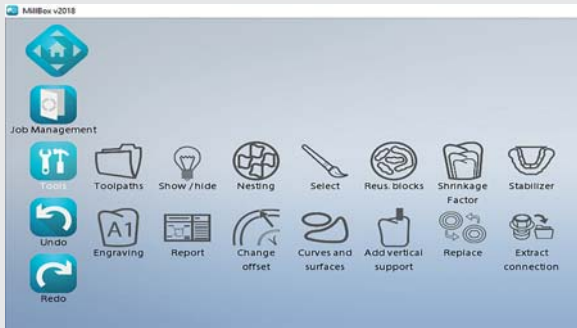 MillBox v2018
Job Management
Tools
Toolpaths
Show / hide
Nesting
Select
Reus. blocks
Shrinkage
Factor
Stabilizer
Undo
A1
Engraving
Report
Change
offset
Curves and
surfaces
Add vertical
support
Replace
Extract
connection
Redo